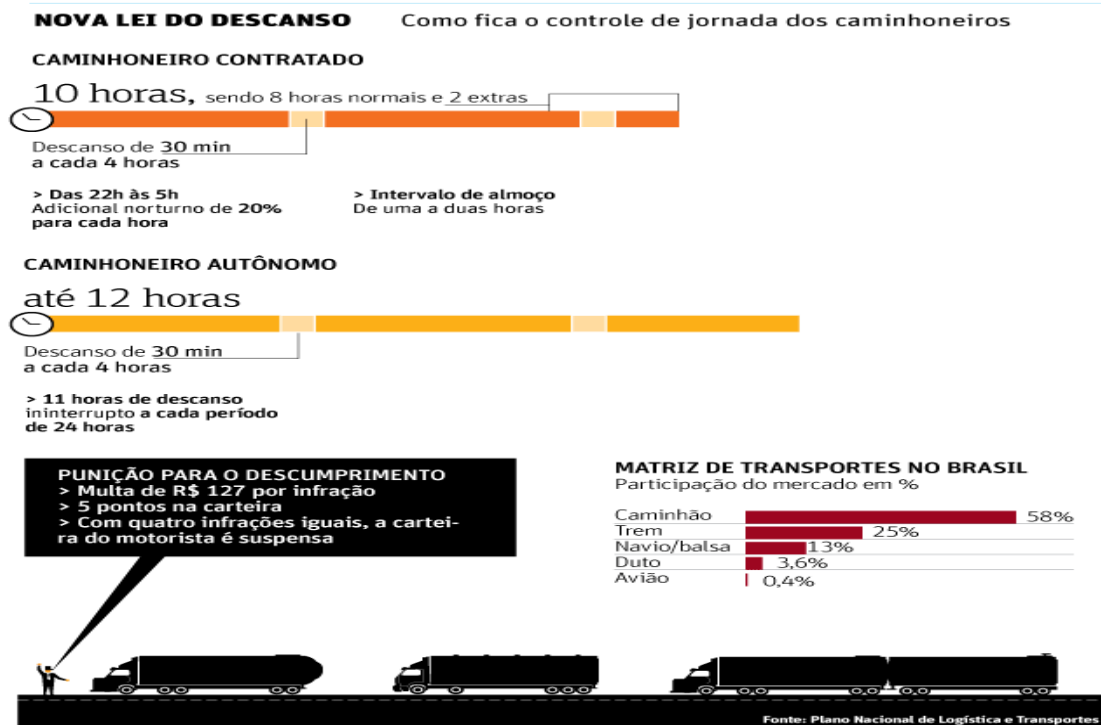 NOVA LEI DO DESCANSO Como fica o controle de jornada dos caminhoneiros
CAMINHONEIRO CONTRATADO
10 horas, sendo 8 horas normais e 2 extras
Descanso de 30 min
a cada 4 horas
> Das 22h às 5h
Adicional norturno de 20%
para cada hora
> Intervalo de almoço
De uma a duas horas
CAMINHONEIRO AUTÔNOMO
até 12 horas
Descanso de 30 min
a cada 4 horas
> 11 horas de descanso
ininterrupto a cada período
de 24 horas
PUNIÇÃO PARA O DESCUMPRIMENTO
> Multa de R$ 127 por infração
> 5 pontos na carteira
> Com quatro infrações iguais, a cartei-
ra do motorista é suspensa
MATRIZ DE TRANSPORTES NO BRASIL
Participação do mercado em %
Caminhão 58%
Trem 25%
Navio/balsa 13%
Duto 3,6%
Avião 0,4%
Fonte: Plano Nacional de Logística e Transportes